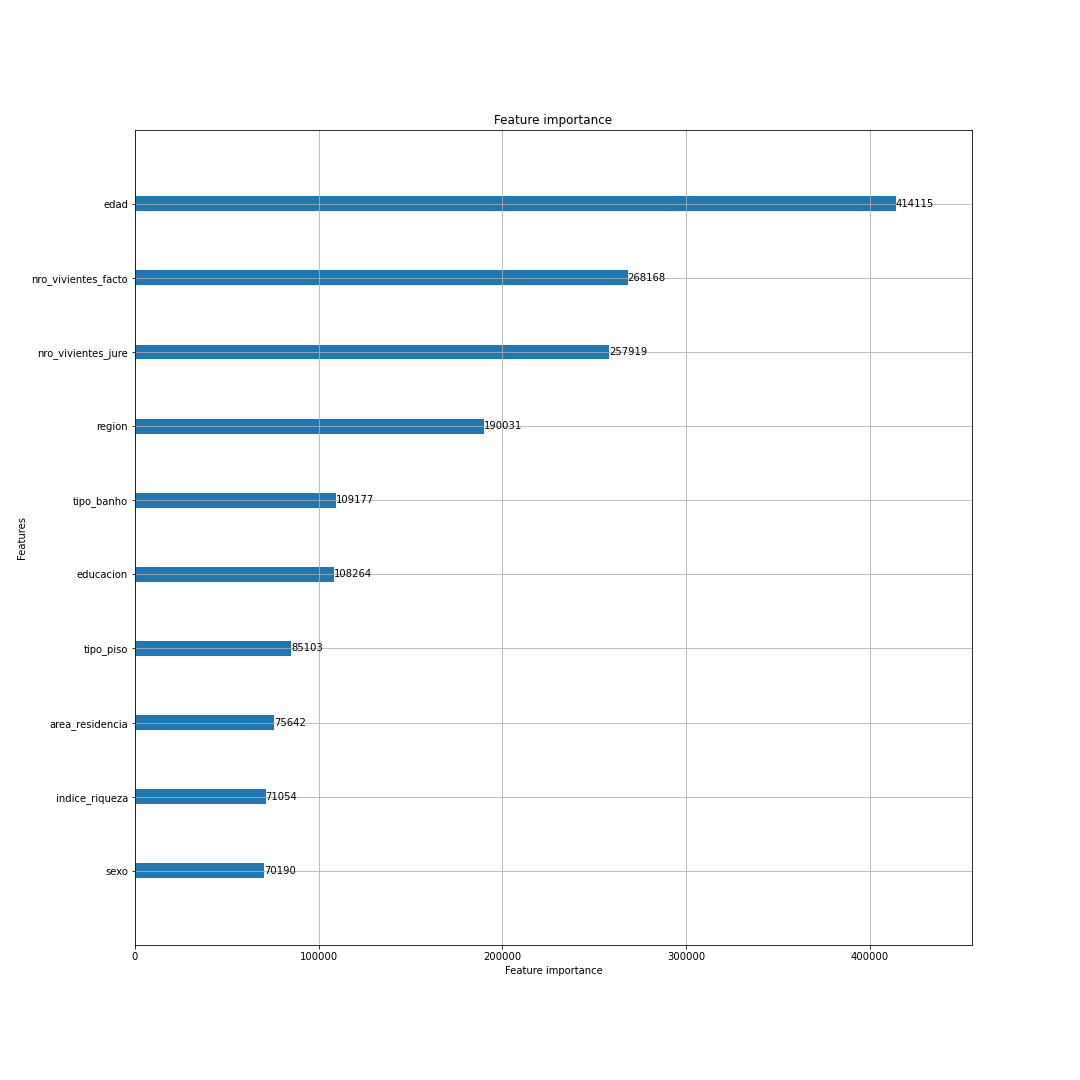 Feature importance
edad
414115
nro_vivientes_facto
268168
nro_vivientes_jure
257919
region
190031
tipo_banho
109177
Features
educacion
108264
tipo_piso
85103
area_residencia
75642
indice_riqueza
71054
sexo
70190
0 100000 200000 300000 400000
Feature importance